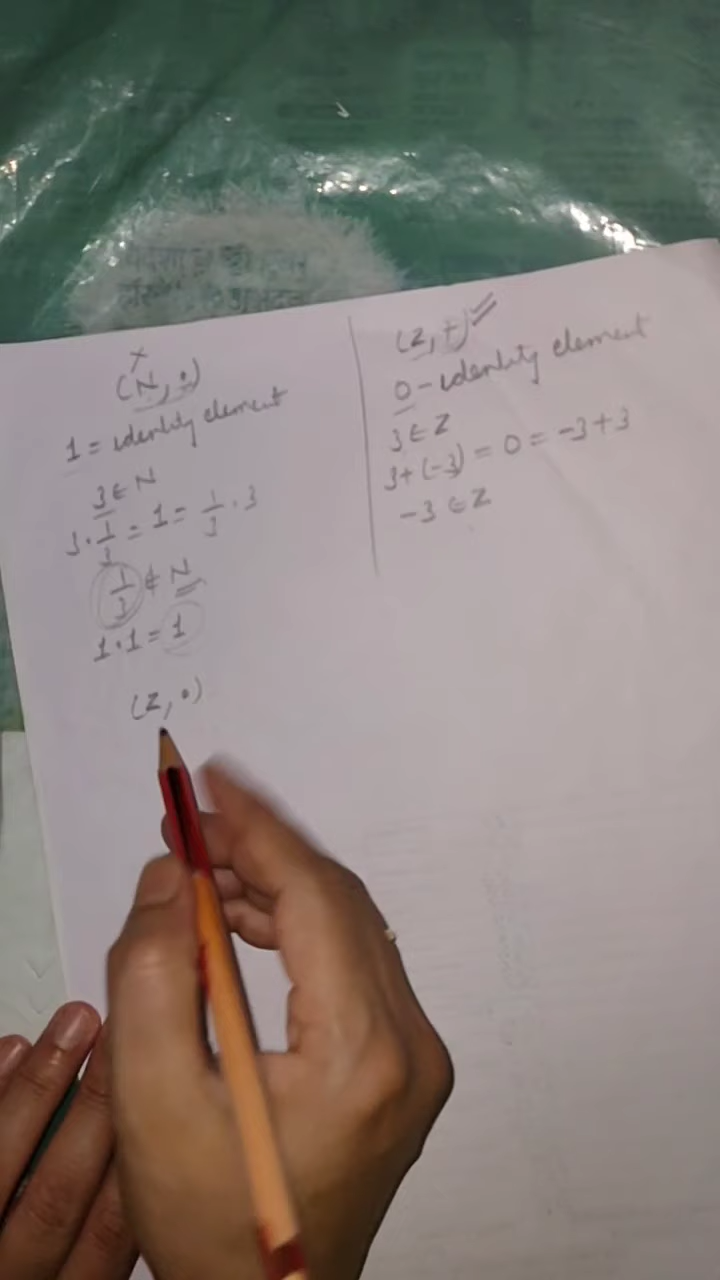 ×
(N, •)
1 = identity element
3 ∈ N
3 · 1/3 = 1 = 1/3 · 3
1/3 ∉ N
1 · 1 = 1
(Z, •)
(Z, +)
0 - identity element
3 ∈ Z
3 + (-3) = 0 = -3 + 3
-3 ∈ Z